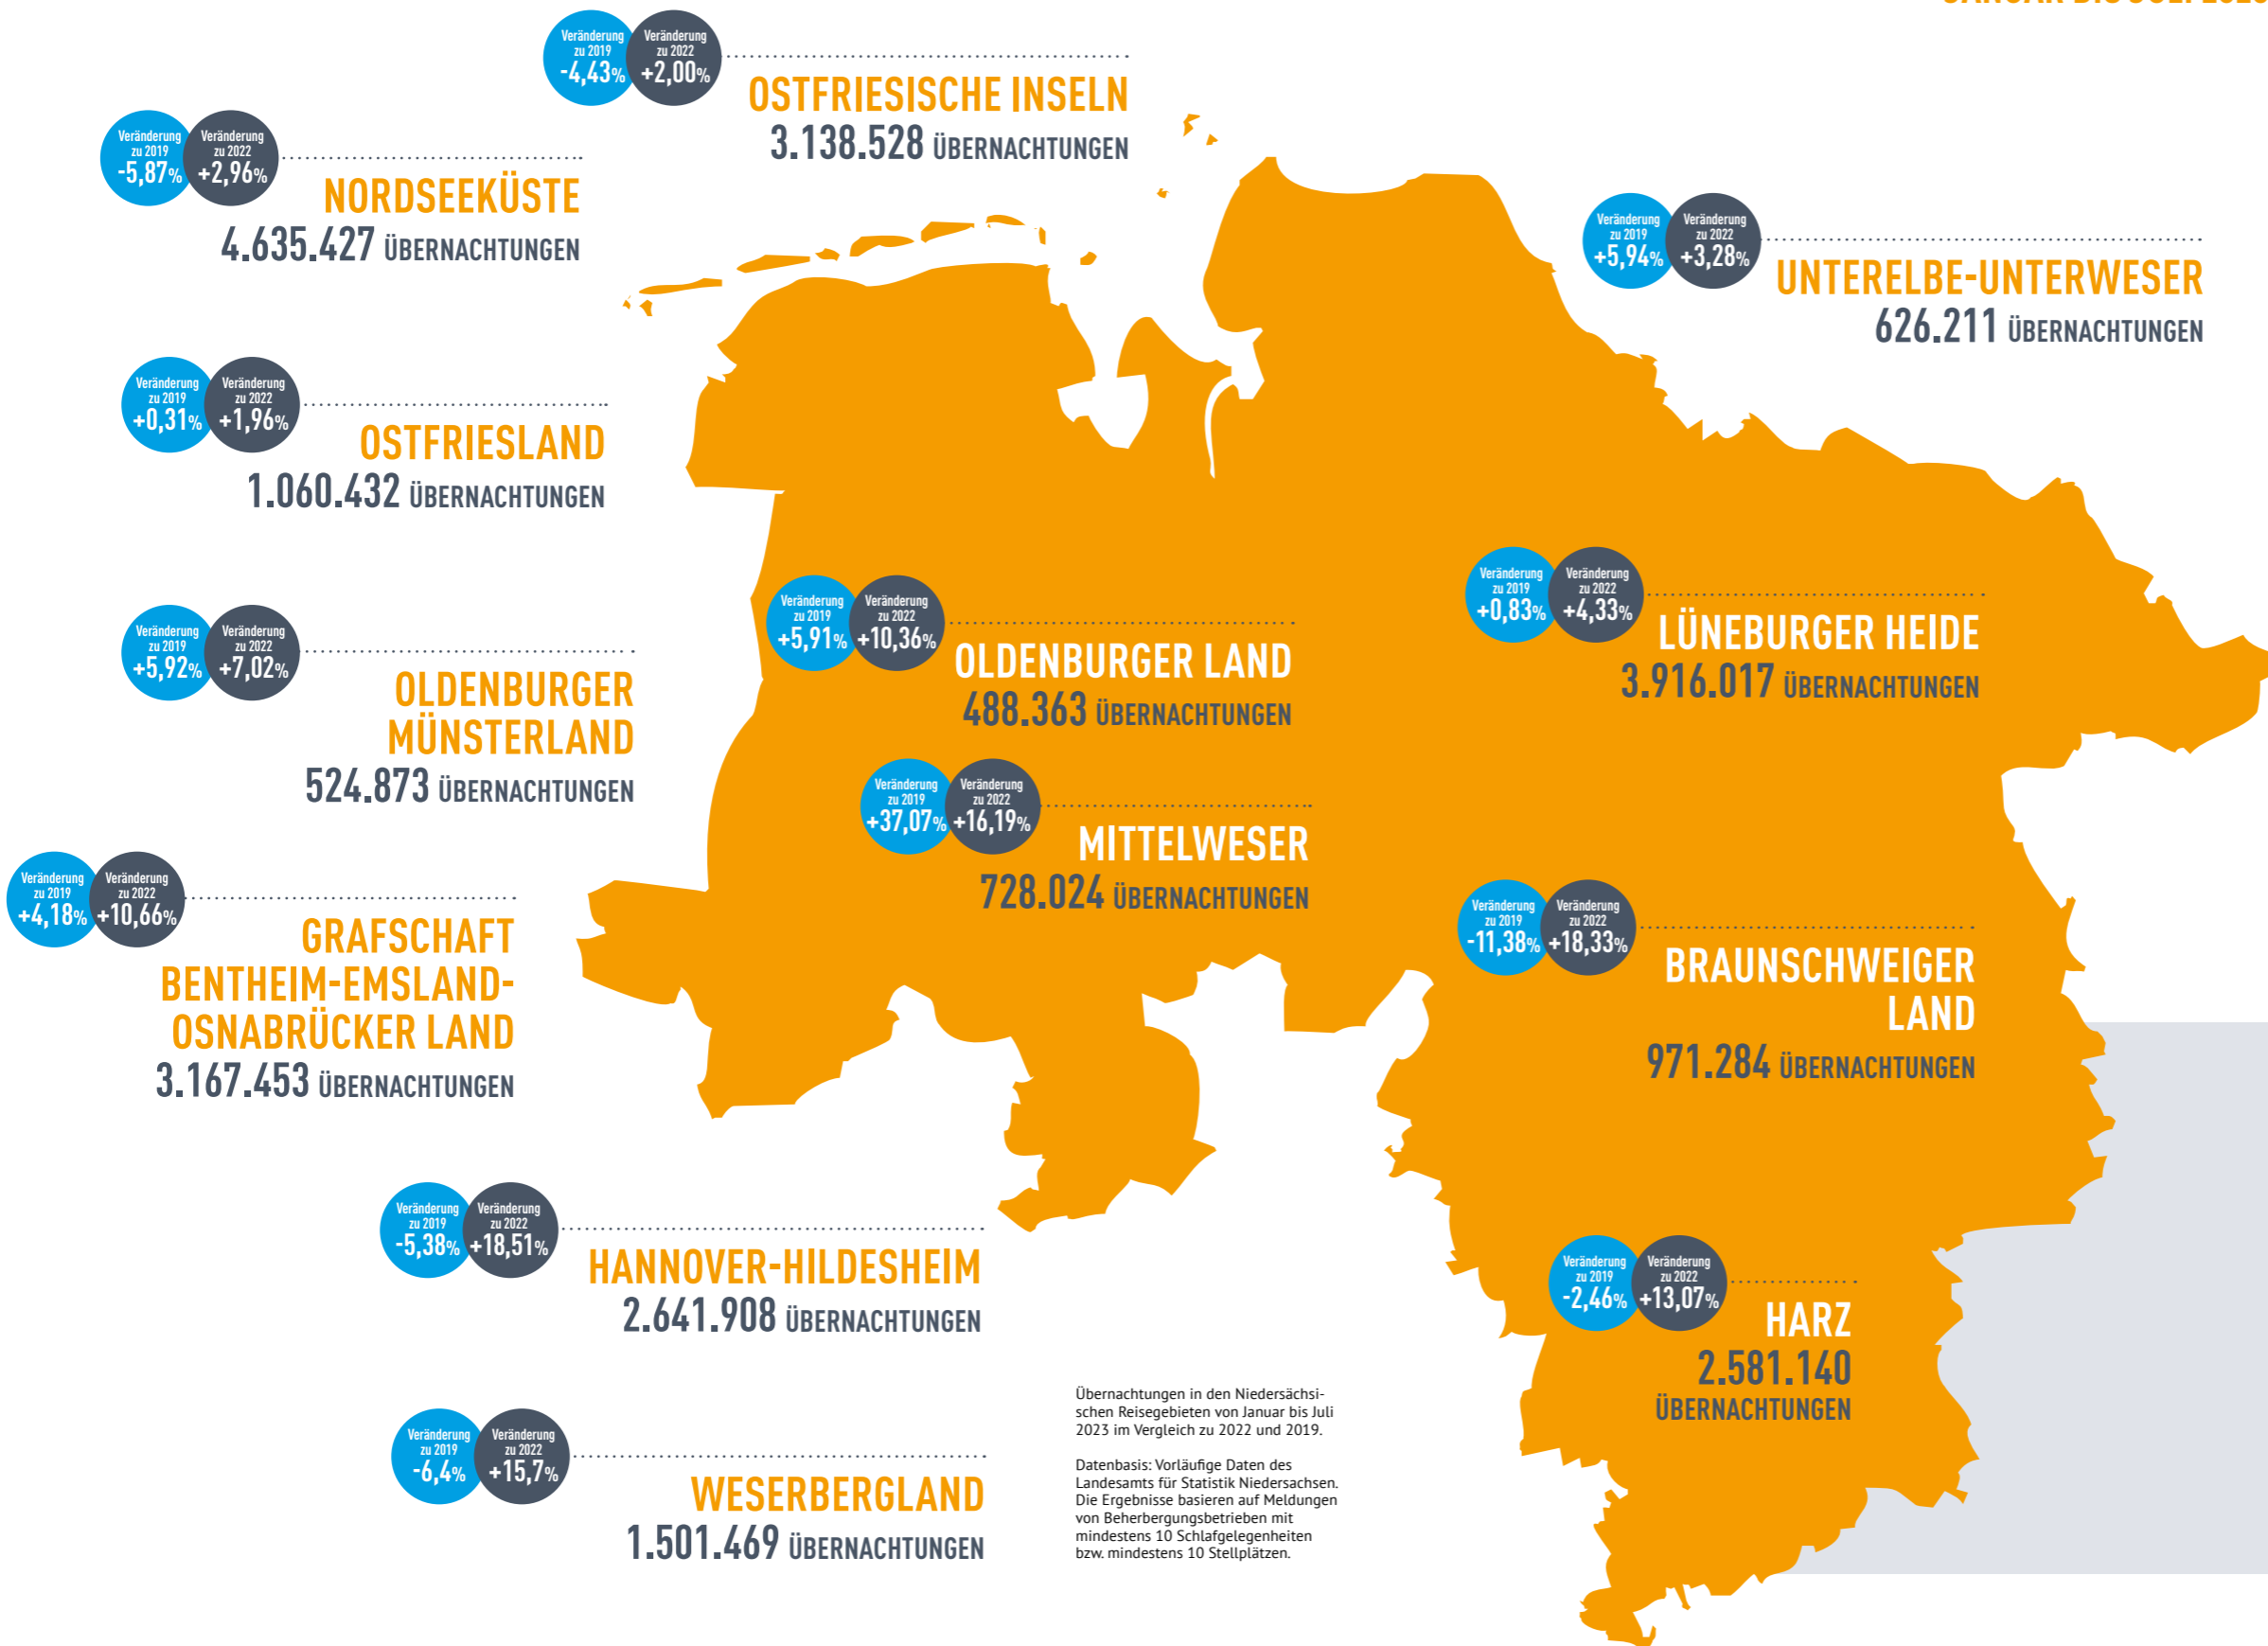 Veränderung
zu 2019
-4,43%
Veränderung
zu 2022
+2,00%
OSTFRIESISCHE INSELN
3.138.528 ÜBERNACHTUNGEN
Veränderung
zu 2019
-5,87%
Veränderung
zu 2022
+2,96%
NORDSEEKÜSTE
4.635.427 ÜBERNACHTUNGEN
Veränderung
zu 2019
+5,94%
Veränderung
zu 2022
+3,28%
UNTERELBE-UNTERWESER
626.211 ÜBERNACHTUNGEN
Veränderung
zu 2019
+0,31%
Veränderung
zu 2022
+1,96%
OSTFRIESLAND
1.060.432 ÜBERNACHTUNGEN
Veränderung
zu 2019
+5,92%
Veränderung
zu 2022
+7,02%
OLDENBURGER
MÜNSTERLAND
524.873 ÜBERNACHTUNGEN
Veränderung
zu 2019
+5,91%
Veränderung
zu 2022
+10,36%
OLDENBURGER LAND
488.363 ÜBERNACHTUNGEN
Veränderung
zu 2019
+0,83%
Veränderung
zu 2022
+4,33%
LÜNEBURGER HEIDE
3.916.017 ÜBERNACHTUNGEN
Veränderung
zu 2019
+37,07%
Veränderung
zu 2022
+16,19%
MITTELWESER
728.024 ÜBERNACHTUNGEN
Veränderung
zu 2019
+4,18%
Veränderung
zu 2022
+10,66%
GRAFSCHAFT
BENTHEIM-EMSLAND-
OSNABRÜCKER LAND
3.167.453 ÜBERNACHTUNGEN
Veränderung
zu 2019
-11,38%
Veränderung
zu 2022
+18,33%
BRAUNSCHWEIGER
LAND
971.284 ÜBERNACHTUNGEN
Veränderung
zu 2019
-5,38%
Veränderung
zu 2022
+18,51%
HANNOVER-HILDESHEIM
2.641.908 ÜBERNACHTUNGEN
Veränderung
zu 2019
-2,46%
Veränderung
zu 2022
+13,07%
HARZ
2.581.140
ÜBERNACHTUNGEN
Veränderung
zu 2019
-6,4%
Veränderung
zu 2022
+15,7%
WESERBERGLAND
1.501.469 ÜBERNACHTUNGEN
Übernachtungen in den Niedersächsi-
schen Reisegebieten von Januar bis Juli
2023 im Vergleich zu 2022 und 2019.
Datenbasis: Vorläufige Daten des
Landesamts für Statistik Niedersachsen.
Die Ergebnisse basieren auf Meldungen
von Beherbergungsbetrieben mit
mindestens 10 Schlafgelegenheiten
bzw. mindestens 10 Stellplätzen.